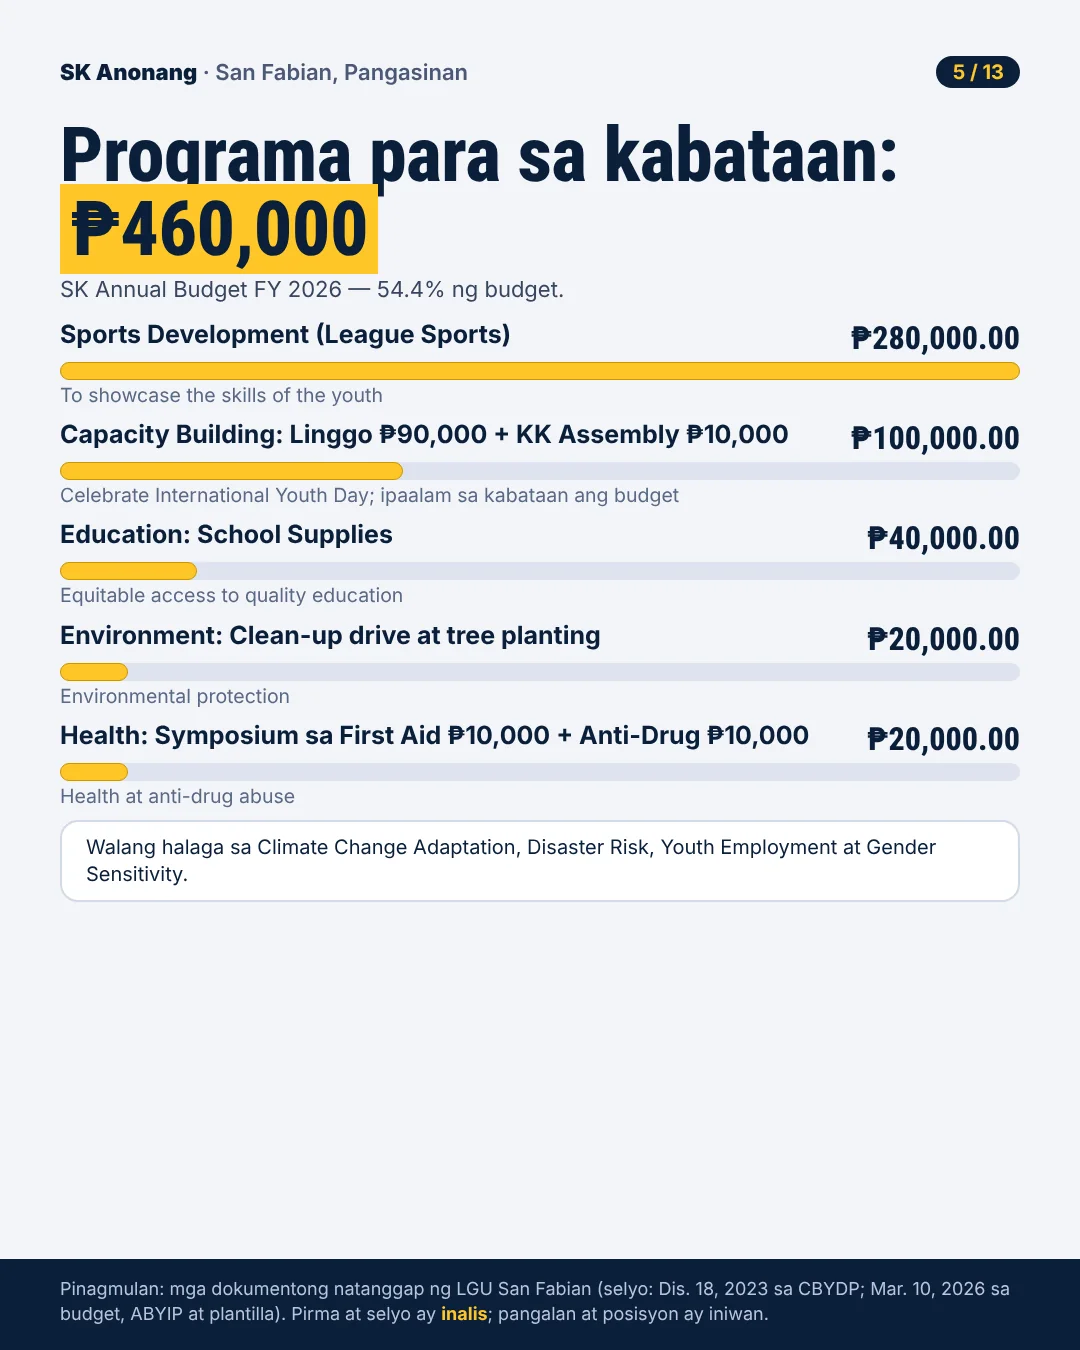 SK Anonang · San Fabian, Pangasinan
5 / 13
Programa para sa kabataan:
₱460,000
SK Annual Budget FY 2026 — 54.4% ng budget.
Sports Development (League Sports) ₱280,000.00
To showcase the skills of the youth
Capacity Building: Linggo ₱90,000 + KK Assembly ₱10,000 ₱100,000.00
Celebrate International Youth Day; ipaalam sa kabataan ang budget
Education: School Supplies ₱40,000.00
Equitable access to quality education
Environment: Clean-up drive at tree planting ₱20,000.00
Environmental protection
Health: Symposium sa First Aid ₱10,000 + Anti-Drug ₱10,000 ₱20,000.00
Health at anti-drug abuse
Walang halaga sa Climate Change Adaptation, Disaster Risk, Youth Employment at Gender
Sensitivity.
Pinagmulan: mga dokumentong natanggap ng LGU San Fabian (selyo: Dis. 18, 2023 sa CBYDP; Mar. 10, 2026 sa
budget, ABYIP at plantilla). Pirma at selyo ay inalis; pangalan at posisyon ay iniwan.